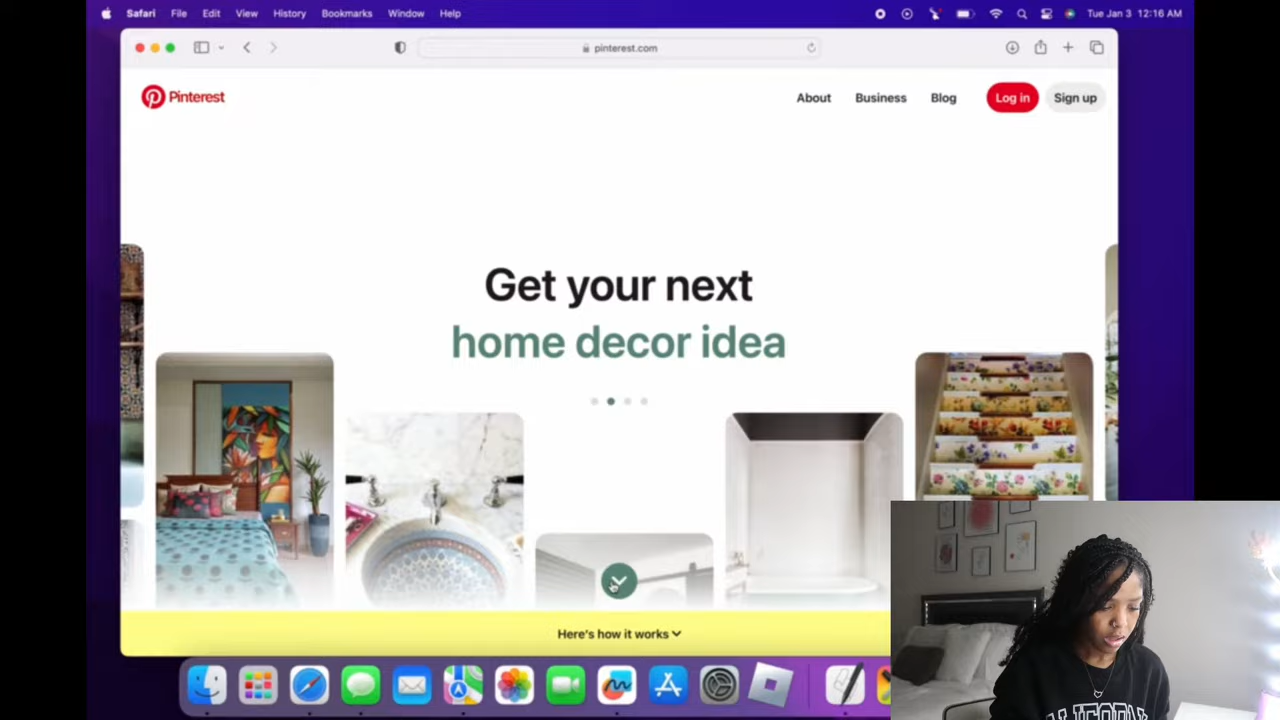 Safari File Edit View History Bookmarks Window Help Tue Jan 3 12:16 AM
pinterest.com
Pinterest About Business Blog Log in Sign up
Get your next
home decor idea
Here's how it works